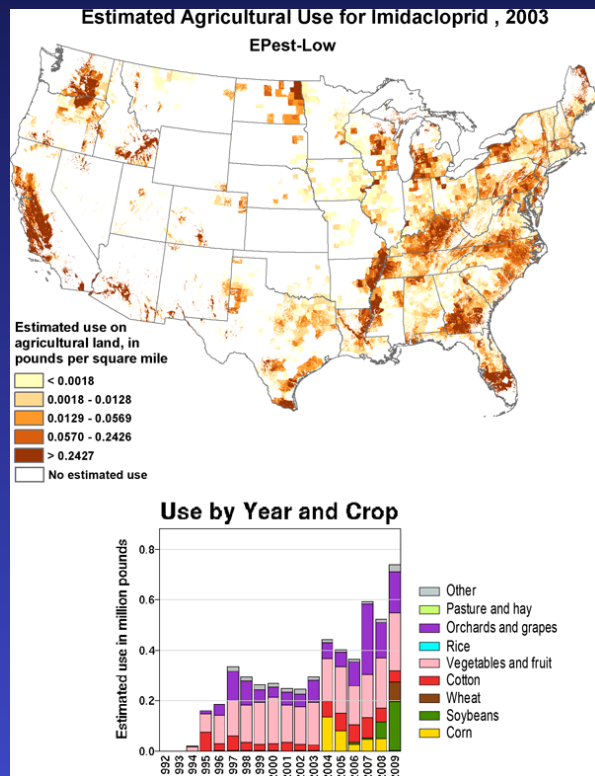 Estimated Agricultural Use for Imidacloprid , 2003
EPest-Low
Estimated use on
agricultural land, in
pounds per square mile
< 0.0018
0.0018 - 0.0128
0.0129 - 0.0569
0.0570 - 0.2426
> 0.2427
No estimated use
Use by Year and Crop
Estimated use in million pounds
0.8
0.6
0.4
0.2
0.0
Other
Pasture and hay
Orchards and grapes
Rice
Vegetables and fruit
Cotton
Wheat
Soybeans
Corn
1992
1993
1994
1995
1996
1997
1998
1999
2000
2001
2002
2003
2004
2005
2006
2007
2008
2009